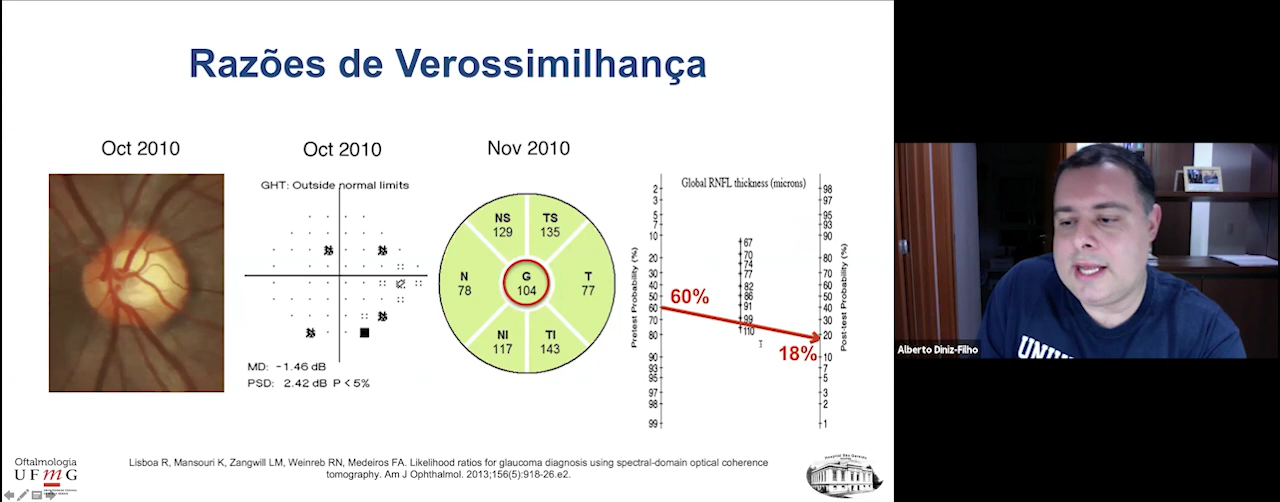 Razões de Verossimilhança
Oct 2010
Oct 2010
Nov 2010
GHT: Outside normal limits
MD: -1.46 dB
PSD: 2.42 dB P < 5%
NS
129
TS
135
N
78
G
104
T
77
NI
117
TI
143
Global RNFL thickness (microns)
Pretest Probability (%)
2
3
5
7
10
20
30
40
50
60
70
80
90
93
95
97
98
99
67
70
74
77
82
86
91
99
110
98
97
95
93
90
80
70
60
50
40
30
20
10
7
5
3
2
1
Post-test Probability (%)
60%
18%
Lisboa R, Mansouri K, Zangwill LM, Weinreb RN, Medeiros FA. Likelihood ratios for glaucoma diagnosis using spectral-domain optical coherence
tomography. Am J Ophthalmol. 2013;156(5):918-26.e2.
Oftalmologia
UFmG
Hospital São Geraldo
Alberto Diniz-Filho